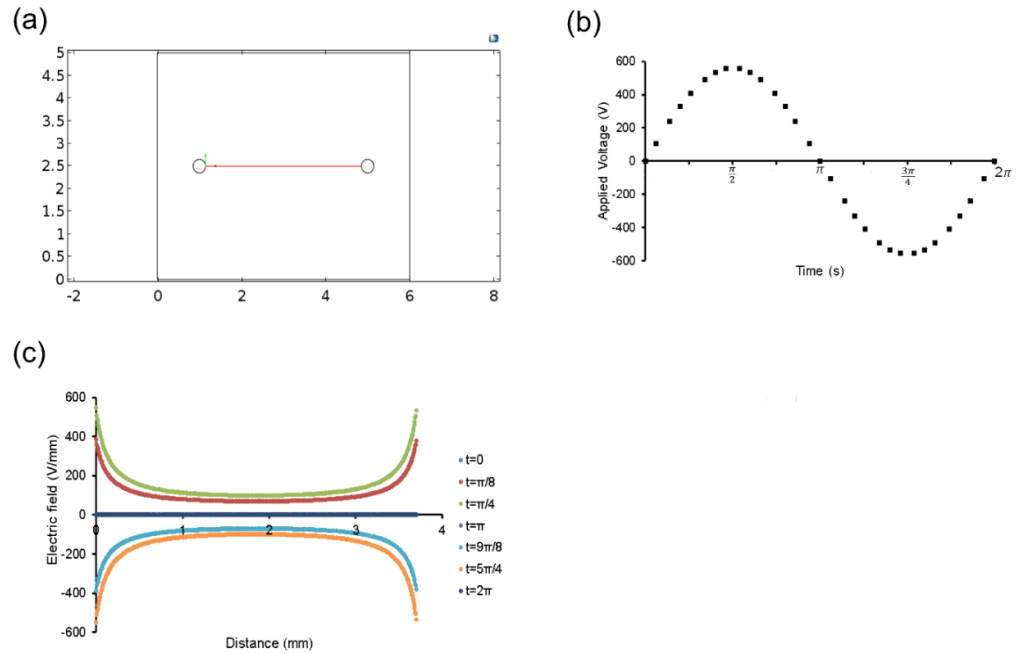 (a)
5
4.5
4
3.5
3
2.5
2
1.5
1
0.5
0
-2 0 2 4 6 8
(b)
600
400
200
0
-200
-400
-600
Applied Voltage (V)
π/2 π 3π/4 2π
Time (s)
(c)
600
400
200
0
-200
-400
-600
Electric field (V/mm)
0 1 2 3 4
Distance (mm)
t=0
t=π/8
t=π/4
t=π
t=9π/8
t=5π/4
t=2π